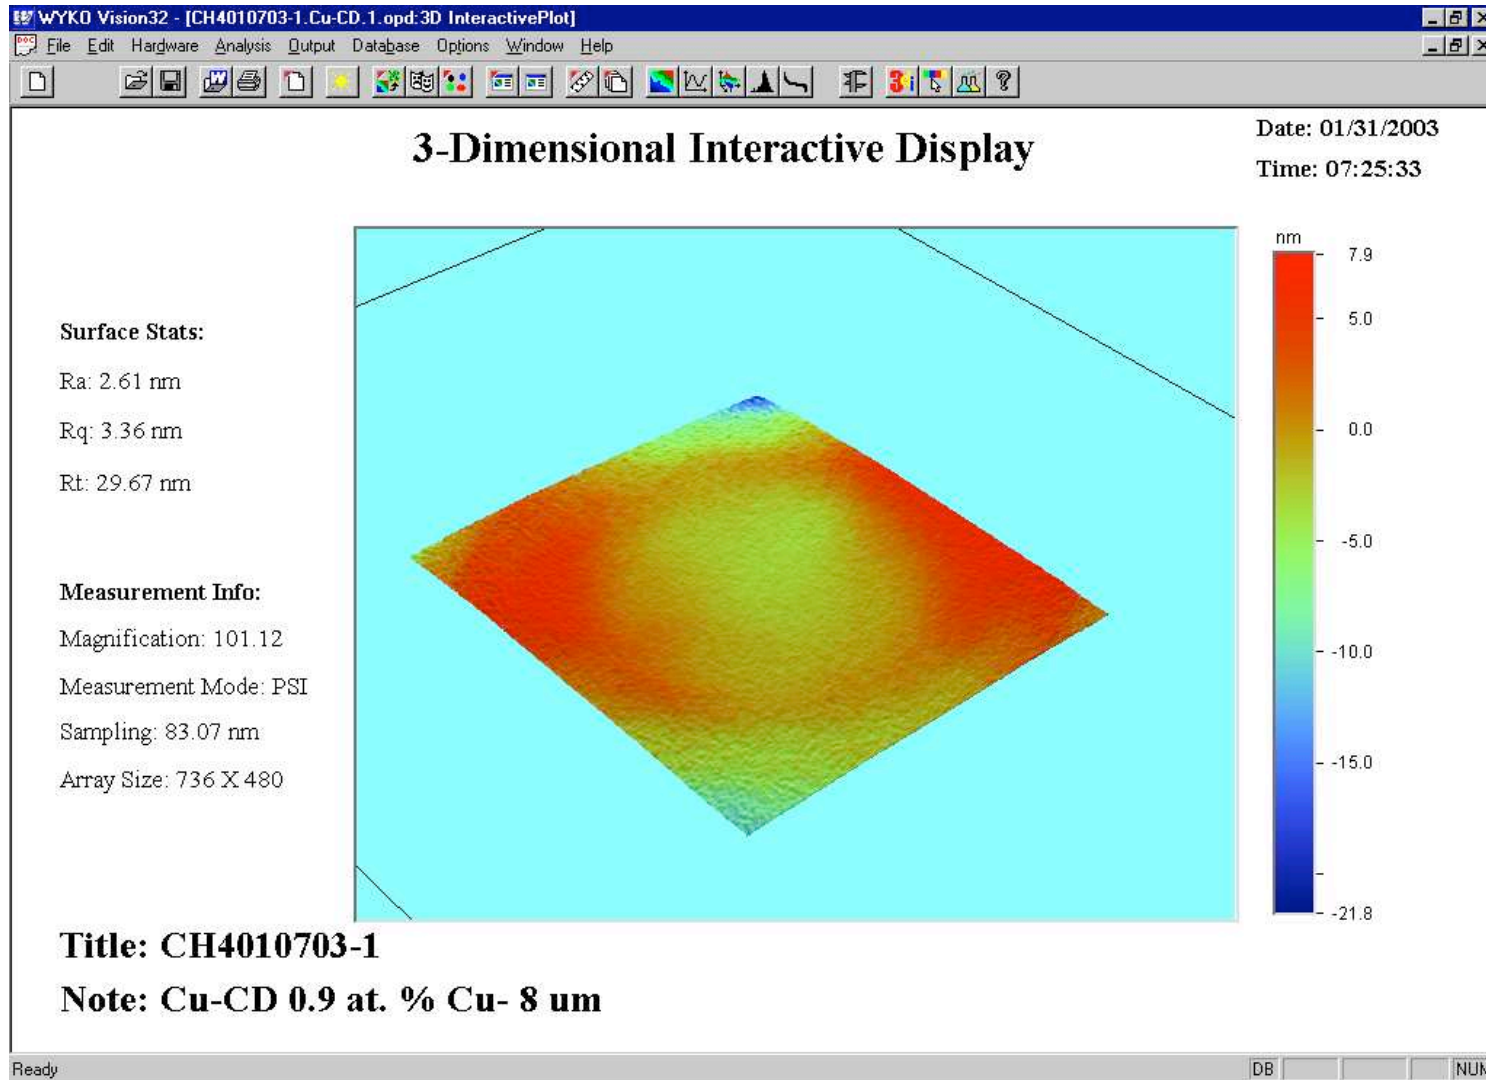 WYKO Vision32 - [CH4010703-1.Cu-CD.1.opd:3D InteractivePlot]
File Edit Hardware Analysis Output Database Options Window Help
3-Dimensional Interactive Display
Date: 01/31/2003
Time: 07:25:33
nm
7.9
5.0
0.0
-5.0
-10.0
-15.0
-21.8
Surface Stats:
Ra: 2.61 nm
Rq: 3.36 nm
Rt: 29.67 nm
Measurement Info:
Magnification: 101.12
Measurement Mode: PSI
Sampling: 83.07 nm
Array Size: 736 X 480
Title: CH4010703-1
Note: Cu-CD 0.9 at. % Cu- 8 um
Ready DB NUM